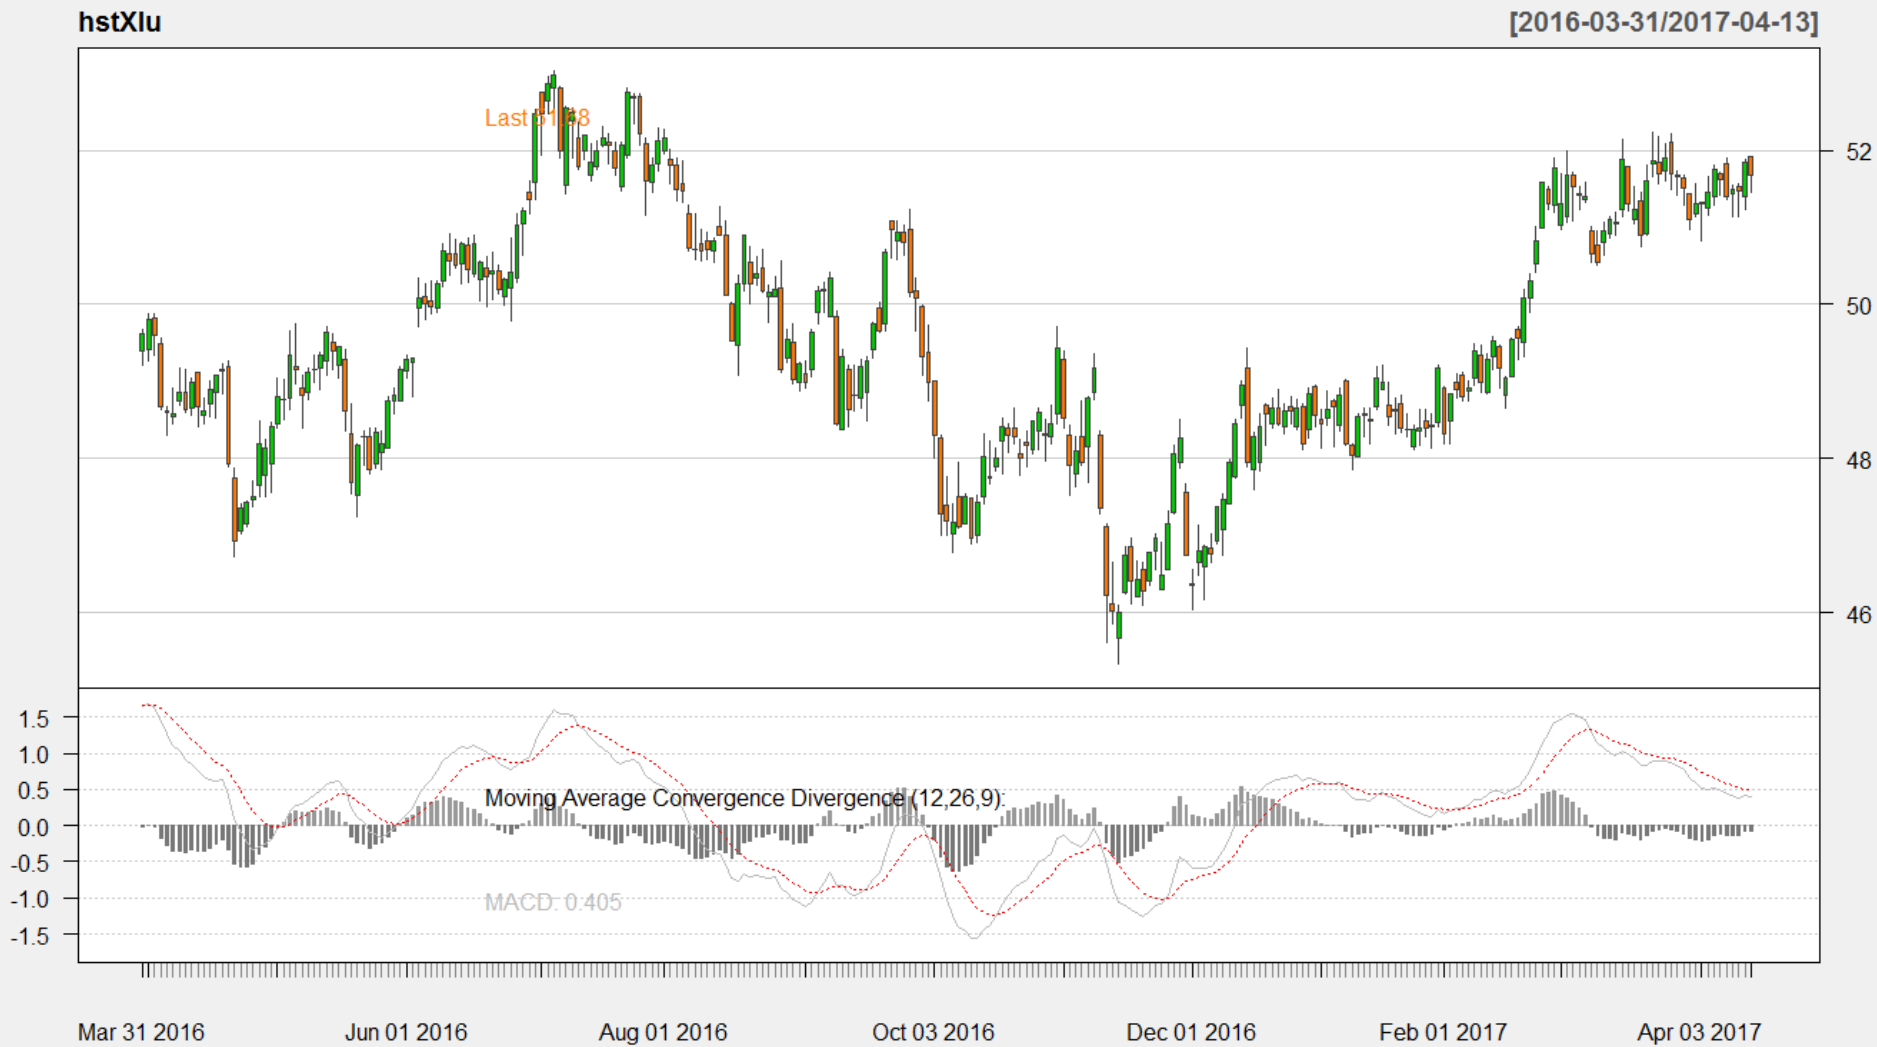 hstXlu
[2016-03-31/2017-04-13]
Last 51.68
52
50
48
46
1.5
1.0
0.5
0.0
-0.5
-1.0
-1.5
Moving Average Convergence Divergence (12,26,9):
MACD: 0.405
Mar 31 2016
Jun 01 2016
Aug 01 2016
Oct 03 2016
Dec 01 2016
Feb 01 2017
Apr 03 2017